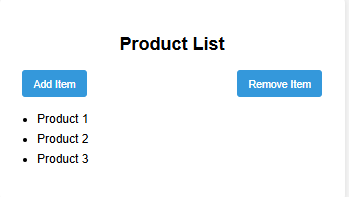 Product List
Add Item Remove Item
Product 1
Product 2
Product 3